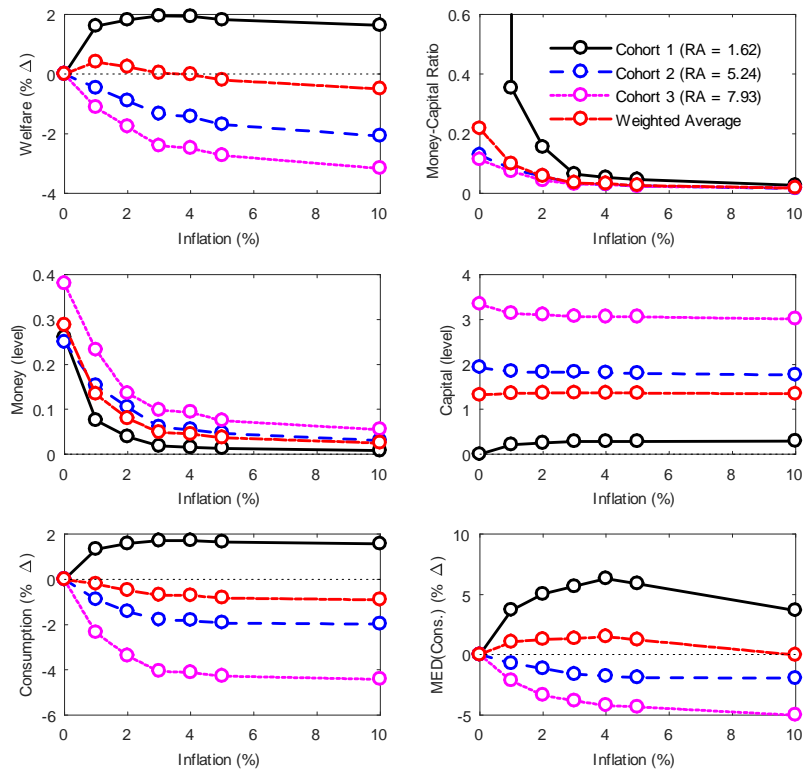 2
0
-2
-4
0 2 4 6 8 10
Inflation (%)
Welfare (% Δ)
0.6
0.4
0.2
0
0 2 4 6 8 10
Inflation (%)
Money-Capital Ratio
Cohort 1 (RA = 1.62)
Cohort 2 (RA = 5.24)
Cohort 3 (RA = 7.93)
Weighted Average
0.4
0.3
0.2
0.1
0
0 2 4 6 8 10
Inflation (%)
Money (level)
4
3
2
1
0
0 2 4 6 8 10
Inflation (%)
Capital (level)
2
0
-2
-4
-6
0 2 4 6 8 10
Inflation (%)
Consumption (% Δ)
10
5
0
-5
0 2 4 6 8 10
Inflation (%)
MED(Cons.) (% Δ)